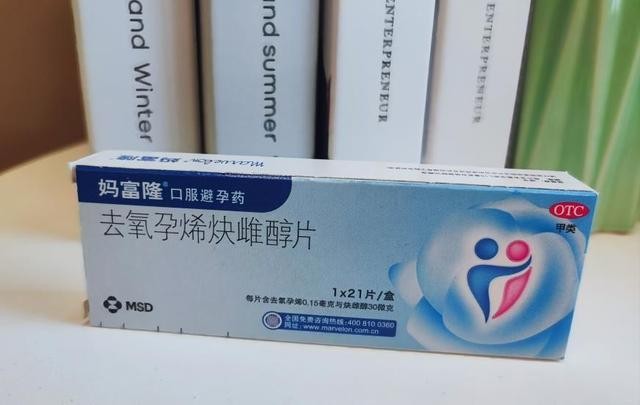 and Winter
and summer
ENTERPRENEUR
ENTERPRENEUR
妈富隆® 口服避孕药
去氧孕烯炔雌醇片
OTC
甲类
1×21片/盒
每片含去氧孕烯0.15毫克与炔雌醇30微克
MSD
全国免费咨询热线:400 810 0360
网址:www.marvelon.com.cn